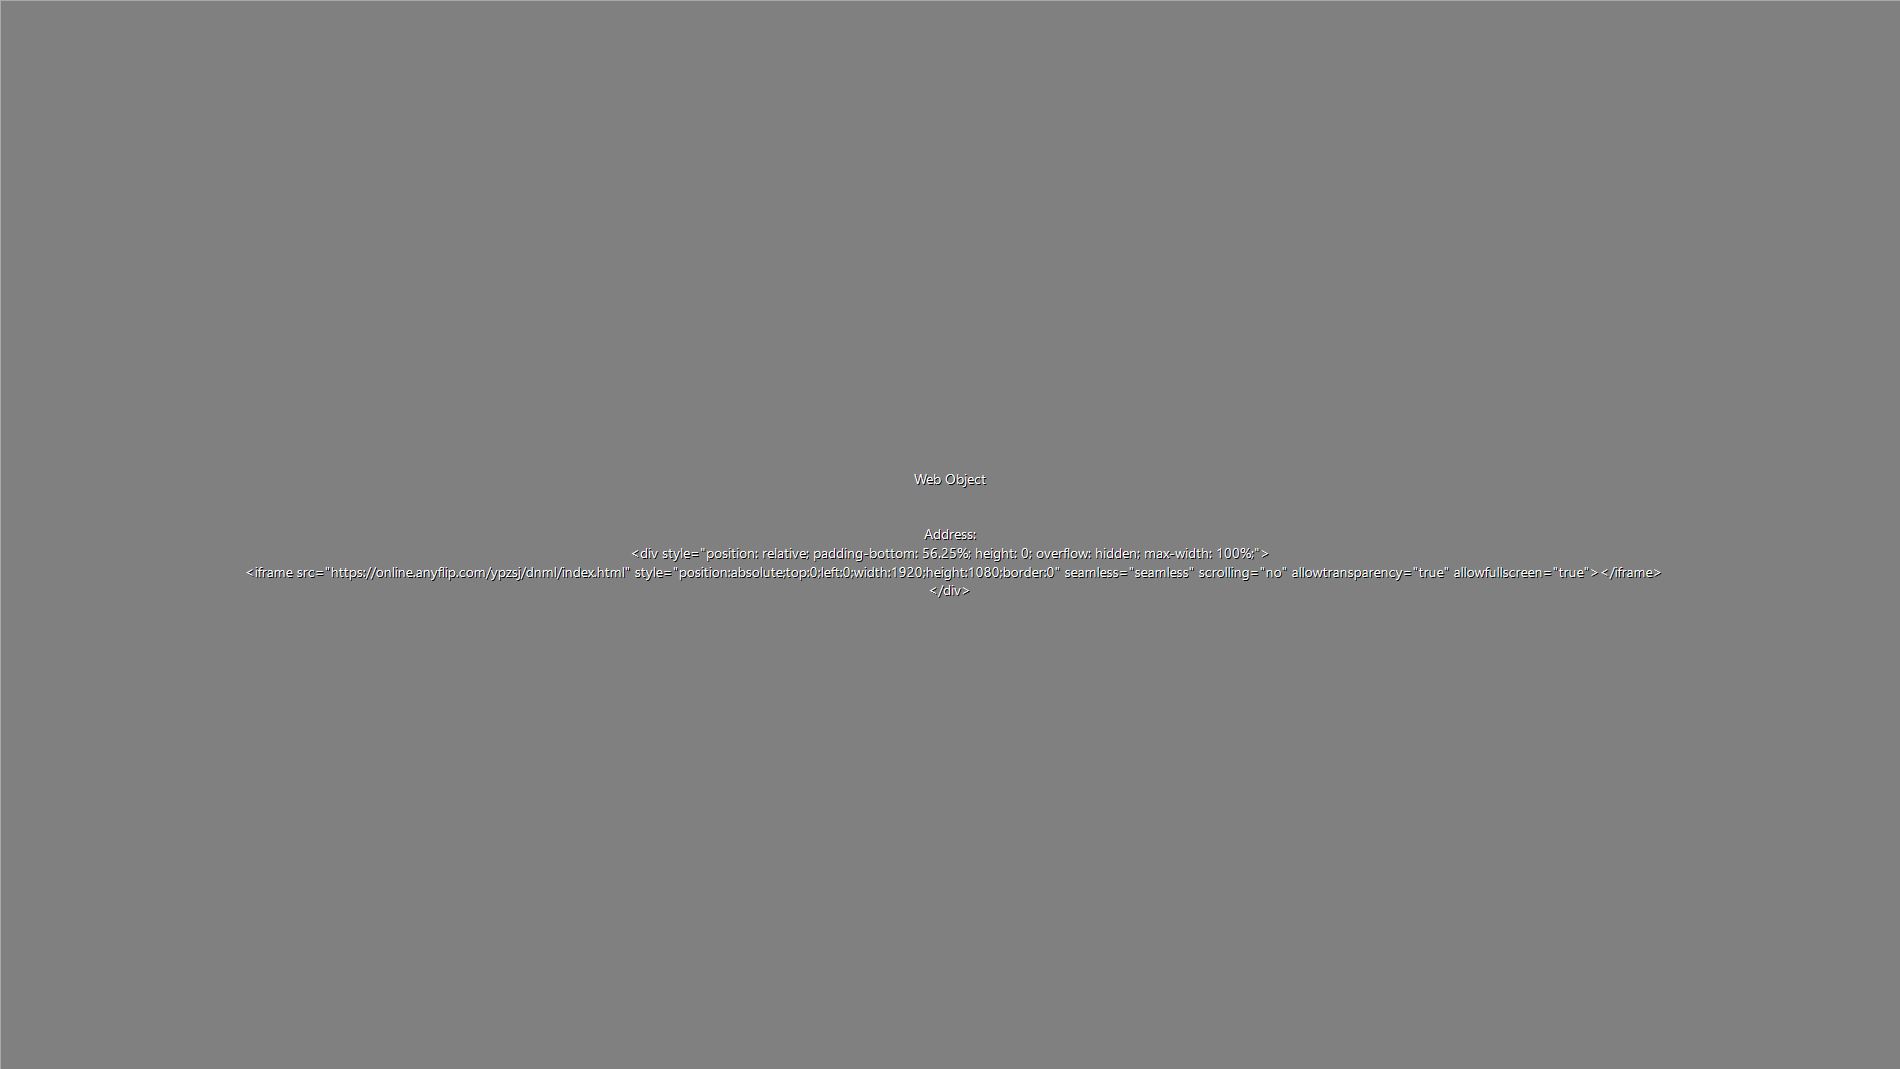 Web Object
Address:
<div style="position: relative; padding-bottom: 56.25%; height: 0; overflow: hidden; max-width: 100%;">
<iframe src="https://online.anyflip.com/ypzsj/dnml/index.html" style="position:absolute;top:0;left:0;width:1920;height:1080;border:0" seamless="seamless" scrolling="no" allowtransparency="true" allowfullscreen="true"></iframe>
</div>